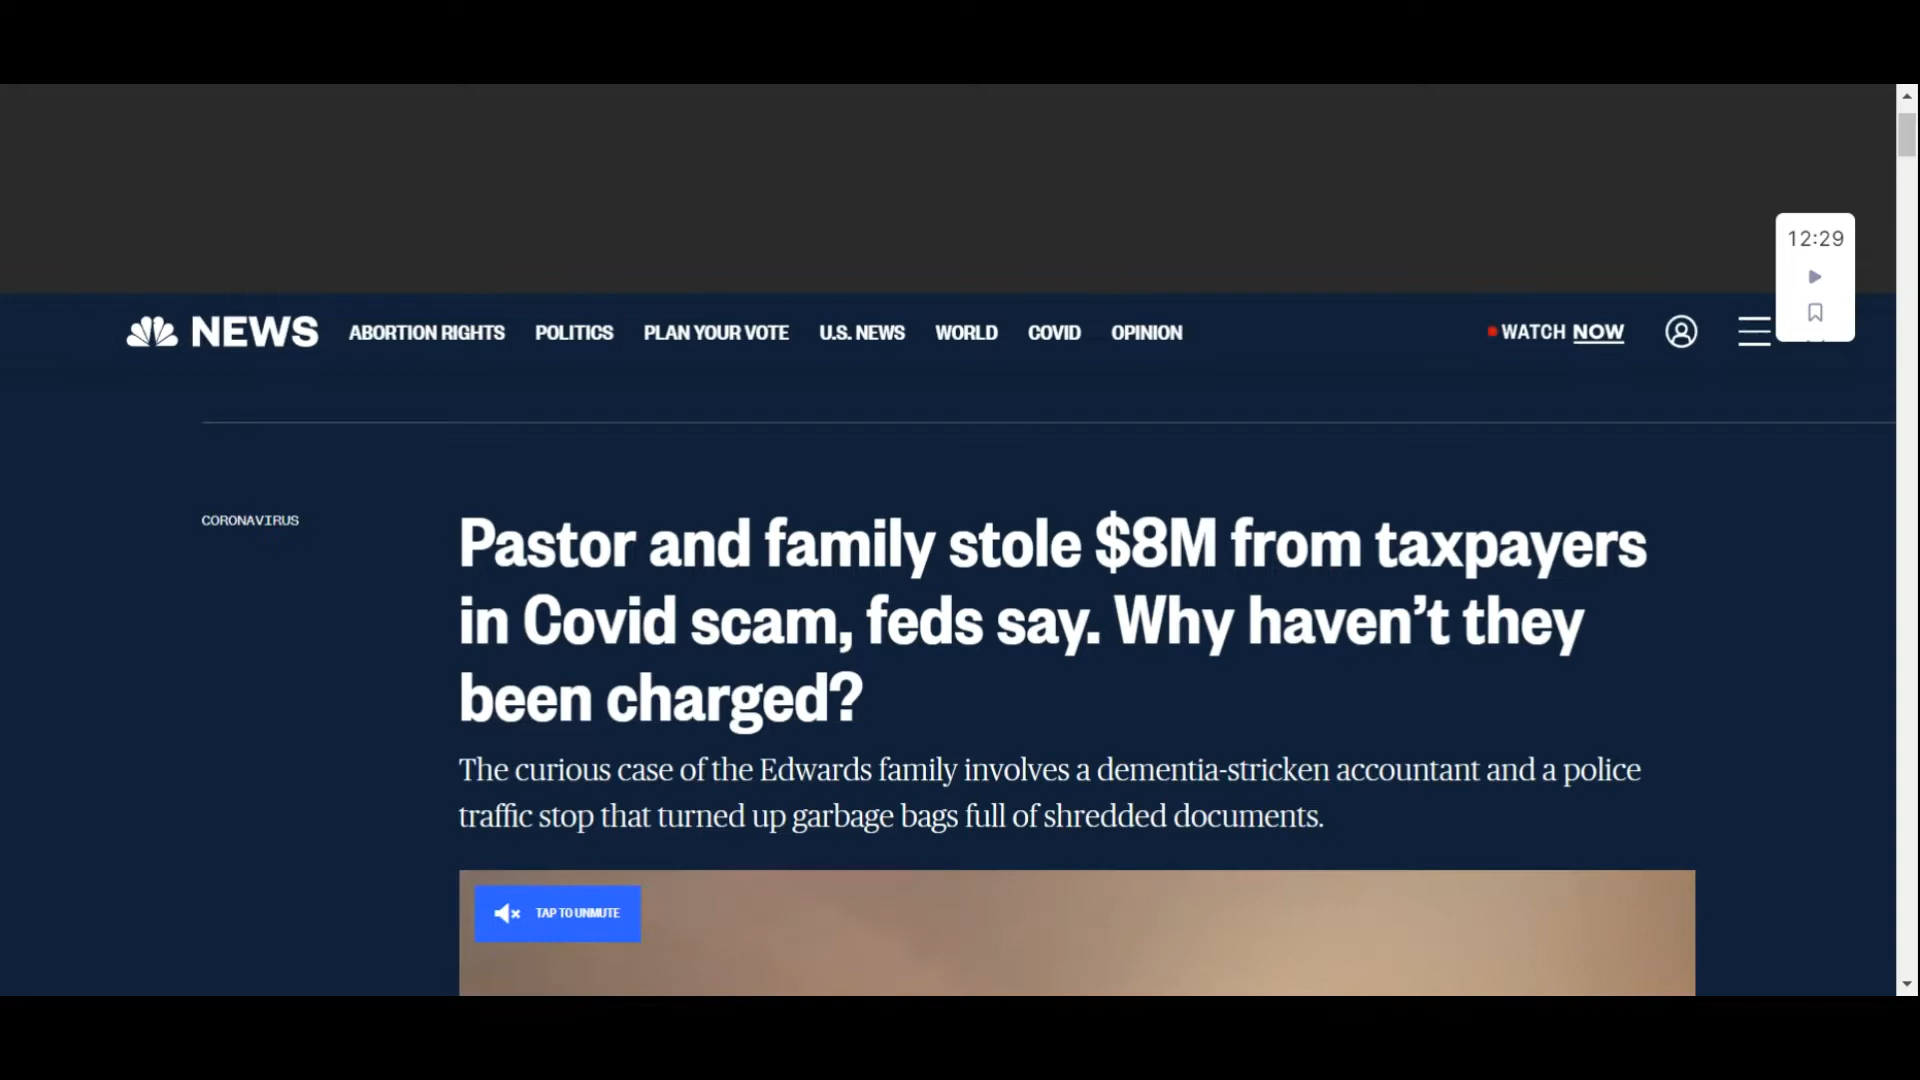 12:29
NEWS ABORTION RIGHTS POLITICS PLAN YOUR VOTE U.S. NEWS WORLD COVID OPINION WATCH NOW
CORONAVIRUS
Pastor and family stole $8M from taxpayers
in Covid scam, feds say. Why haven’t they
been charged?
The curious case of the Edwards family involves a dementia-stricken accountant and a police
traffic stop that turned up garbage bags full of shredded documents.
TAP TO UNMUTE